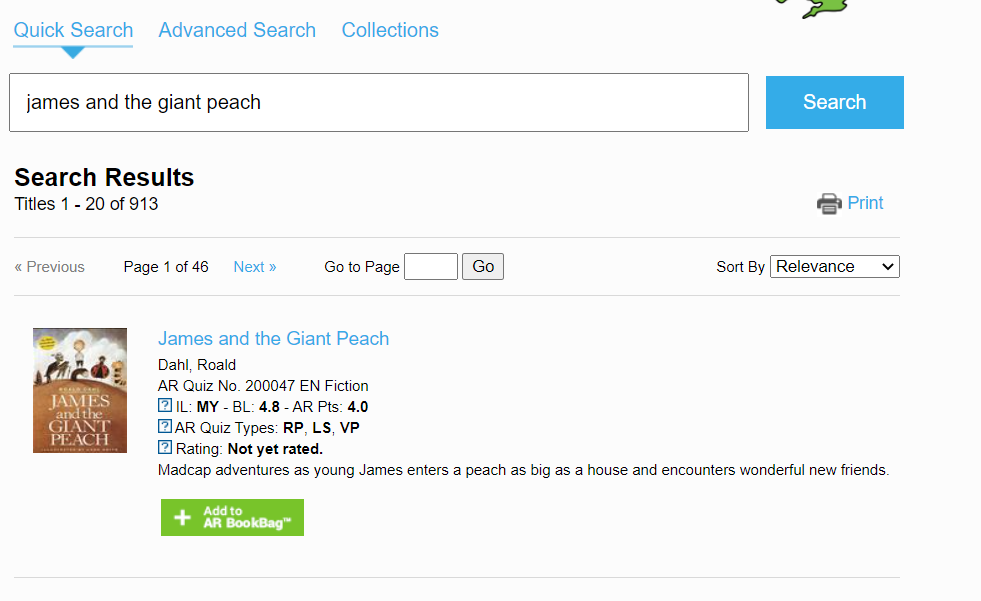 Quick Search Advanced Search Collections
james and the giant peach Search
Search Results
Titles 1 - 20 of 913
Print
« Previous Page 1 of 46 Next » Go to Page Go Sort By Relevance
James and the Giant Peach
Dahl, Roald
AR Quiz No. 200047 EN Fiction
? IL: MY - BL: 4.8 - AR Pts: 4.0
? AR Quiz Types: RP, LS, VP
? Rating: Not yet rated.
Madcap adventures as young James enters a peach as big as a house and encounters wonderful new friends.
ROALD DAHL
JAMES
and the
GIANT
PEACH
+ Add to
AR BookBag™